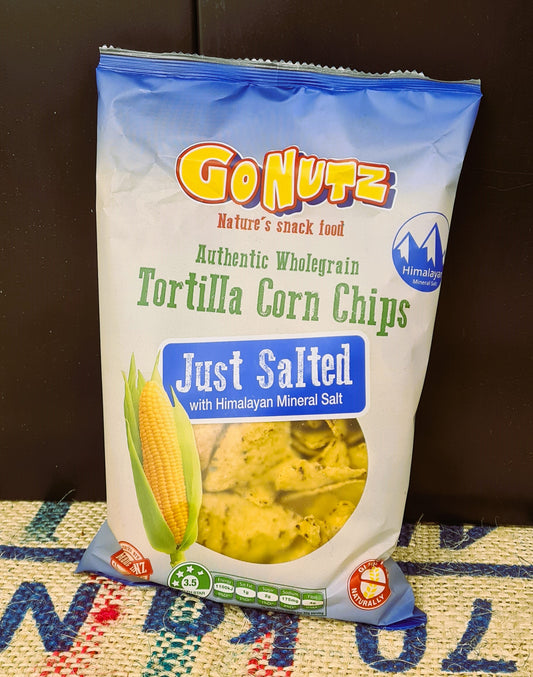 GONUTZ
Nature's snack food
Authentic Wholegrain
Tortilla Corn Chips
Himalayan
Mineral Salt
Just Salted
with Himalayan Mineral Salt
3.5
NATURALLY